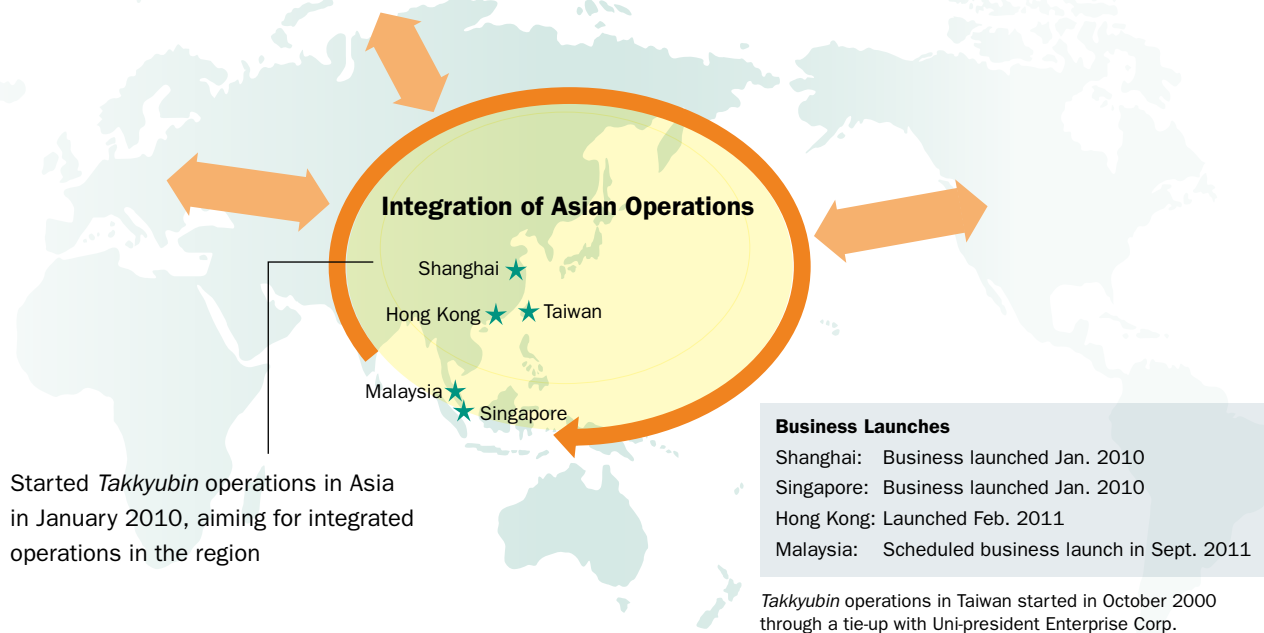 Integration of Asian Operations
Shanghai
Hong Kong
Taiwan
Malaysia
Singapore
Started Takkyubin operations in Asia
in January 2010, aiming for integrated
operations in the region
Business Launches
Shanghai: Business launched Jan. 2010
Singapore: Business launched Jan. 2010
Hong Kong: Launched Feb. 2011
Malaysia: Scheduled business launch in Sept. 2011
Takkyubin operations in Taiwan started in October 2000
through a tie-up with Uni-president Enterprise Corp.